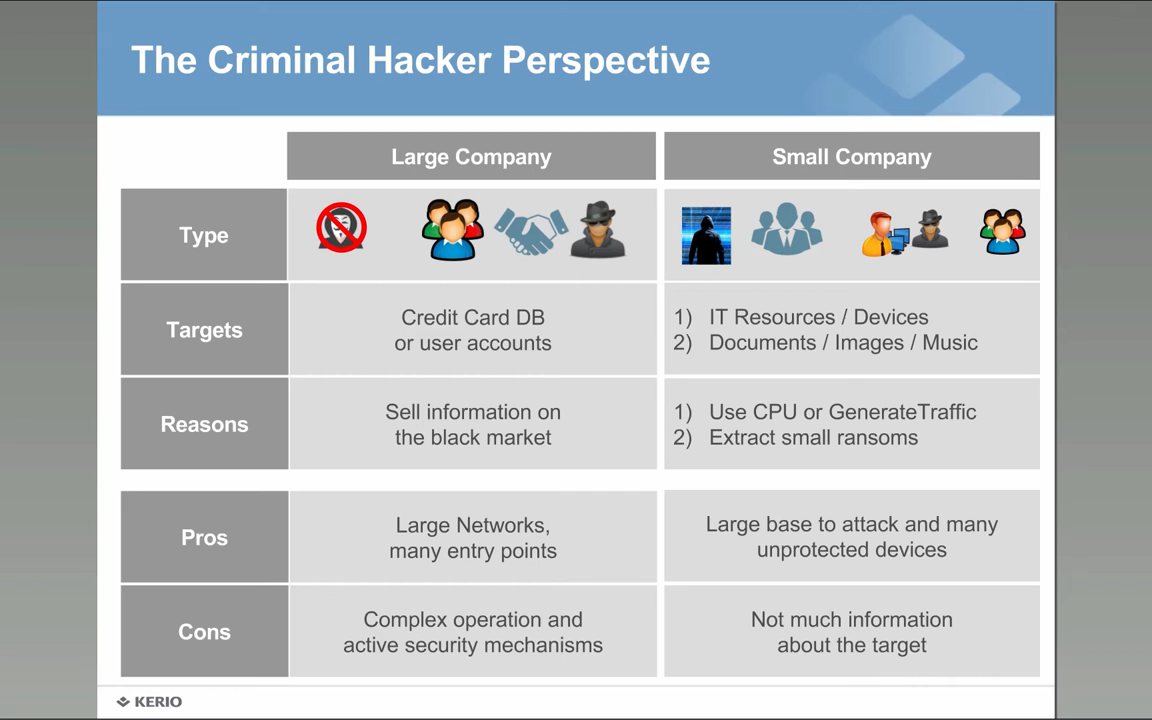 The Criminal Hacker Perspective
Large Company
Small Company
Type
Targets
Credit Card DB
or user accounts
1) IT Resources / Devices
2) Documents / Images / Music
Reasons
Sell information on
the black market
1) Use CPU or GenerateTraffic
2) Extract small ransoms
Pros
Large Networks,
many entry points
Large base to attack and many
unprotected devices
Cons
Complex operation and
active security mechanisms
Not much information
about the target
KERIO